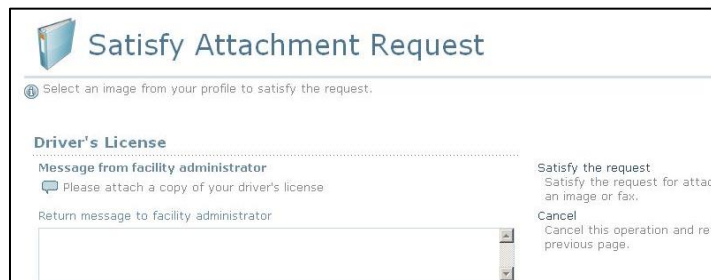 Satisfy Attachment Request
Select an image from your profile to satisfy the request.
Driver's License
Message from facility administrator
Please attach a copy of your driver's license
Return message to facility administrator
Satisfy the request
Satisfy the request for attac
an image or fax.
Cancel
Cancel this operation and re
previous page.